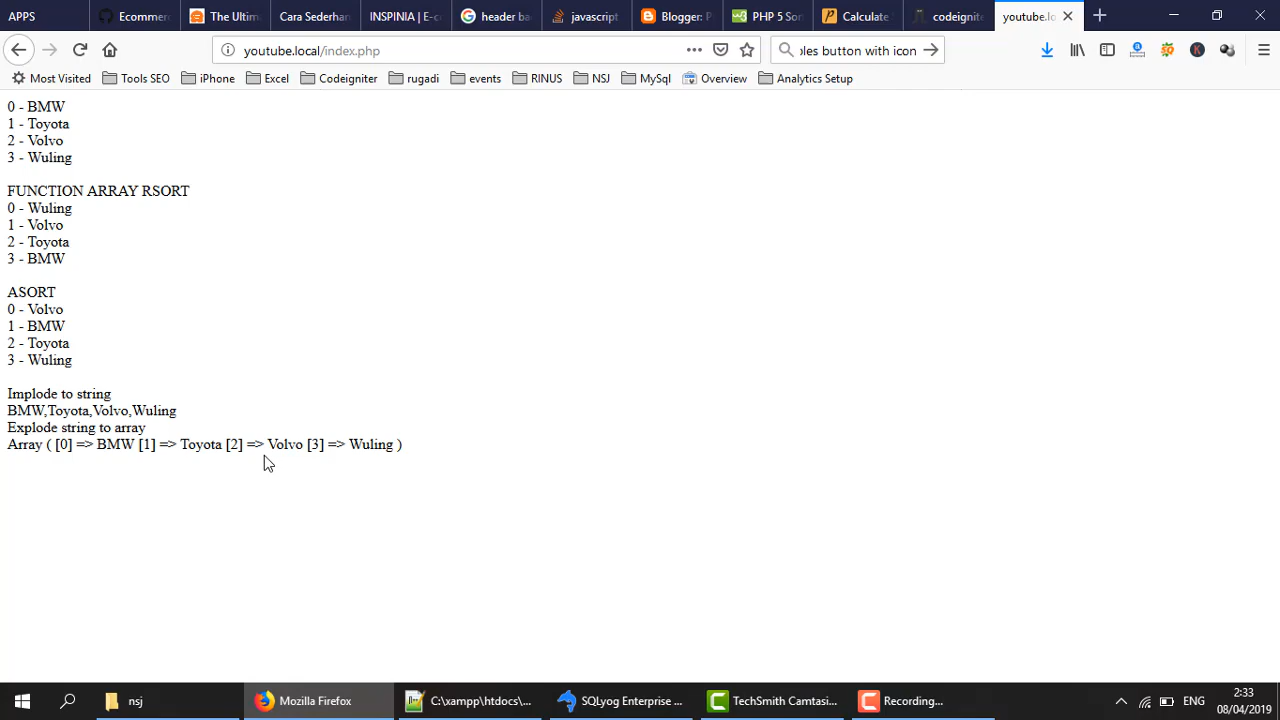 APPS
Ecommer
The Ultim
Cara Sederhan
INSPINIA | E-c
header ba
javascript
Blogger: P
PHP 5 Son
Calculate
codeignite
youtube.lo
youtube.local/index.php
ples button with icon
Most Visited
Tools SEO
iPhone
Excel
Codeigniter
rugadi
events
RINUS
NSJ
MySql
Overview
Analytics Setup
0 - BMW
1 - Toyota
2 - Volvo
3 - Wuling
FUNCTION ARRAY RSORT
0 - Wuling
1 - Volvo
2 - Toyota
3 - BMW
ASORT
0 - Volvo
1 - BMW
2 - Toyota
3 - Wuling
Implode to string
BMW,Toyota,Volvo,Wuling
Explode string to array
Array ( [0] => BMW [1] => Toyota [2] => Volvo [3] => Wuling )
nsj
Mozilla Firefox
C:\xampp\htdocs\...
SQLyog Enterprise ...
TechSmith Camtasi...
Recording...
ENG
2:33
08/04/2019